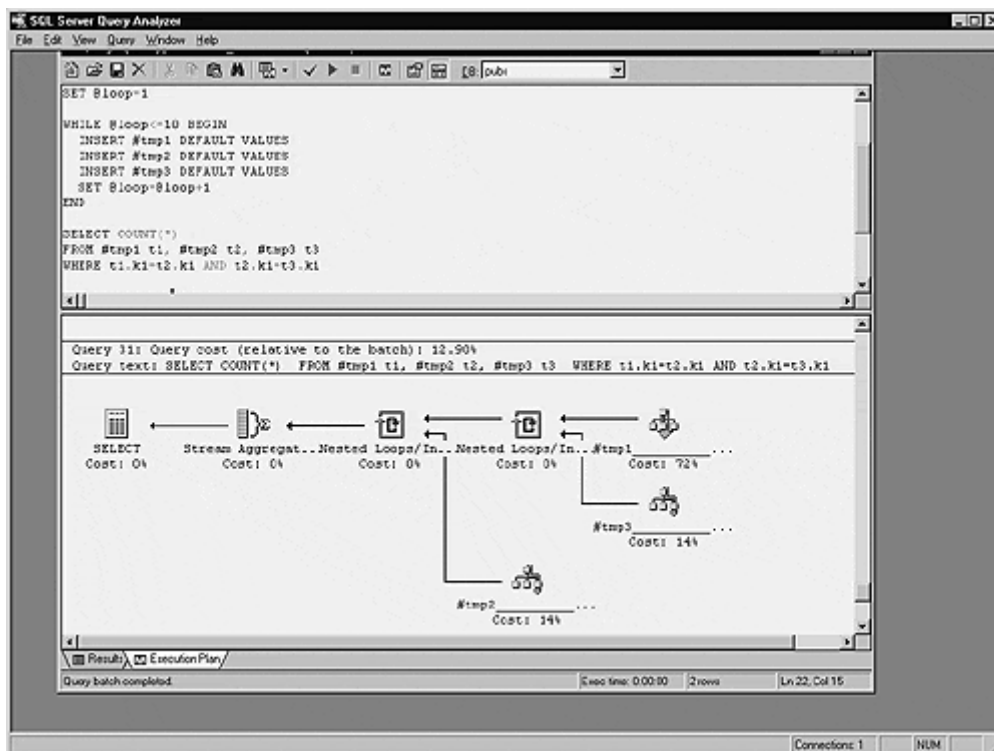 SQL Server Query Analyzer
File Edit View Query Window Help
DB: pubs
SET @loop=1
WHILE @loop<=10 BEGIN
INSERT #tmp1 DEFAULT VALUES
INSERT #tmp2 DEFAULT VALUES
INSERT #tmp3 DEFAULT VALUES
SET @loop=@loop+1
END
SELECT COUNT(*)
FROM #tmp1 t1, #tmp2 t2, #tmp3 t3
WHERE t1.k1=t2.k1 AND t2.k1=t3.k1
Query 31: Query cost (relative to the batch): 12.90%
Query text: SELECT COUNT(*) FROM #tmp1 t1, #tmp2 t2, #tmp3 t3 WHERE t1.k1=t2.k1 AND t2.k1=t3.k1
SELECT Stream Aggregat... Nested Loops/In... Nested Loops/In... #tmp1___________...
Cost: 0% Cost: 0% Cost: 0% Cost: 0% Cost: 72%
#tmp3___________...
Cost: 14%
#tmp2___________...
Cost: 14%
Results Execution Plan
Query batch completed. Exec time: 0:00:00 2 rows Ln 22, Col 15
Connections: 1 NUM